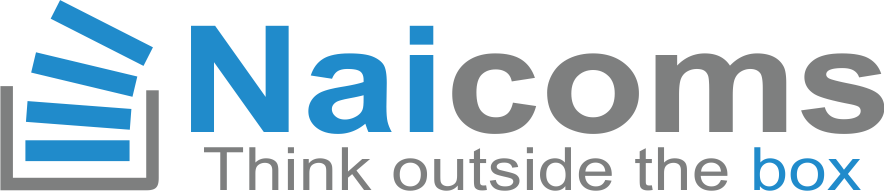 Naicoms
Think outside the box